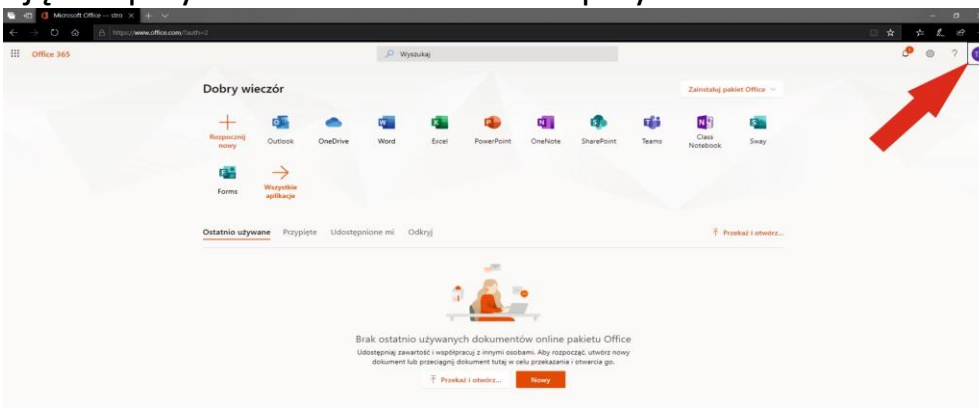 Microsoft Office — stro
https://www.office.com/?auth=2
Office 365
Wyszukaj
?
Dobry wieczór
Zainstaluj pakiet Office
Rozpocznij nowy
Outlook
OneDrive
Word
Excel
PowerPoint
OneNote
SharePoint
Teams
Class Notebook
Sway
Forms
Wszystkie aplikacje
Ostatnio używane Przypięte Udostępnione mi Odkryj
Przekaż i otwórz...
Brak ostatnio używanych dokumentów online pakietu Office
Udostępniaj zawartość i współpracuj z innymi osobami. Aby rozpocząć, utwórz nowy
dokument lub przeciągnij dokument tutaj w celu przekazania i otwarcia go.
Przekaż i otwórz... Nowy